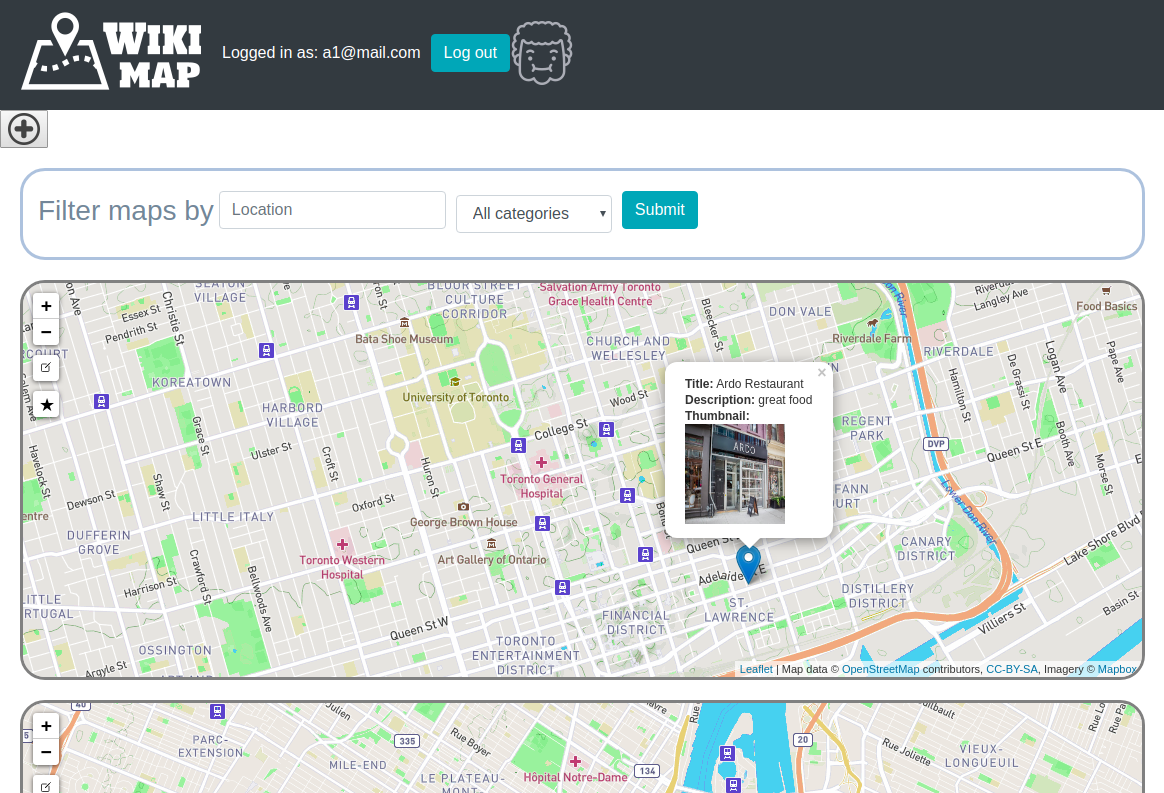 WIKI
MAP
Logged in as: a1@mail.com
Log out
Filter maps by
Location
All categories
Submit
+
−
SEATON
VILLAGE
BLOOR STREET
CULTURE
CORRIDOR
Salvation Army Toronto
Grace Health Centre
Christie St
Essex St
Pendrith St
Bleecker St
DON VALE
Langley Ave
Food Basics
Bata Shoe Museum
CHURCH AND
WELLESLEY
Riverdale Farm
RIVERDALE
KOREATOWN
University of Toronto
HARBORD
VILLAGE
Grace St
Wood St
College St
Ulster St
Croft St
Huron St
×
Title: Ardo Restaurant
Description: great food
Thumbnail:
ARDO
Hamilton St
De Grassi St
Logan Ave
Pape Ave
Booth Ave
Morse St
REGENT
PARK
DVP
Queen St E
Havelock St
Dewson St
Shaw St
Oxford St
Toronto General
Hospital
LITTLE ITALY
George Brown House
DUFFERIN
GROVE
Toronto Western
Hospital
Art Gallery of Ontario
Lower Don River
CANARY
DISTRICT
Lake Shore Blvd
Harrison St
Crawford St
Bellwoods Ave
DISTILLERY
DISTRICT
ST.
LAWRENCE
FINANCIAL
DISTRICT
Villiers St
Basin St
Queen St W
OSSINGTON
TORONTO
ENTERTAINMENT
DISTRICT
Argyle St
Leaflet | Map data © OpenStreetMap contributors, CC-BY-SA, Imagery © Mapbox
+
−
40
PARC-
EXTENSION
Julien
335
Rue Boyer
MILE-END
LE PLATEAU-
MONT-
Hôpital Notre-Dame
134
20
Rue Joliette
VIEUX-
LONGUEUIL